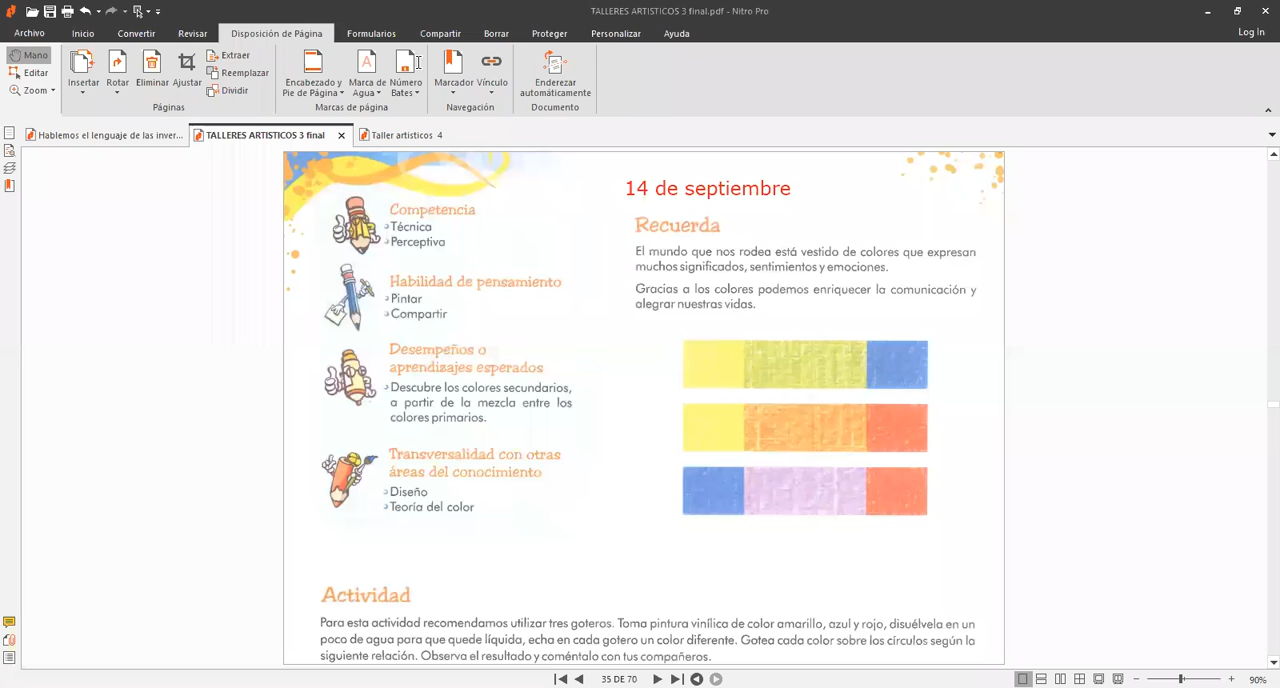 TALLERES ARTISTICOS 3 final.pdf - Nitro Pro
Archivo
Inicio
Convertir
Revisar
Disposición de Página
Formularios
Compartir
Borrar
Proteger
Personalizar
Ayuda
Log In
Mano
Editar
Zoom
Insertar
Rotar
Eliminar
Ajustar
Extraer
Reemplazar
Dividir
Páginas
Encabezado y
Pie de Página
Marca de
Agua
Número
Bates
Marcas de página
Marcador
Vínculo
Navegación
Enderezar
automáticamente
Documento
Hablemos el lenguaje de las inver...
TALLERES ARTISTICOS 3 final
Taller artisticos 4
Competencia
Técnica
Perceptiva
Habilidad de pensamiento
Pintar
Compartir
Desempeños o
aprendizajes esperados
Descubre los colores secundarios,
a partir de la mezcla entre los
colores primarios.
Transversalidad con otras
áreas del conocimiento
Diseño
Teoría del color
14 de septiembre
Recuerda
El mundo que nos rodea está vestido de colores que expresan
muchos significados, sentimientos y emociones.
Gracias a los colores podemos enriquecer la comunicación y
alegrar nuestras vidas.
Actividad
Para esta actividad recomendamos utilizar tres goteros. Toma pintura vinílica de color amarillo, azul y rojo, disuélvela en un
poco de agua para que quede líquida, echa en cada gotero un color diferente. Gotea cada color sobre los círculos según la
siguiente relación. Observa el resultado y coméntalo con tus compañeros.
35 DE 70
90%